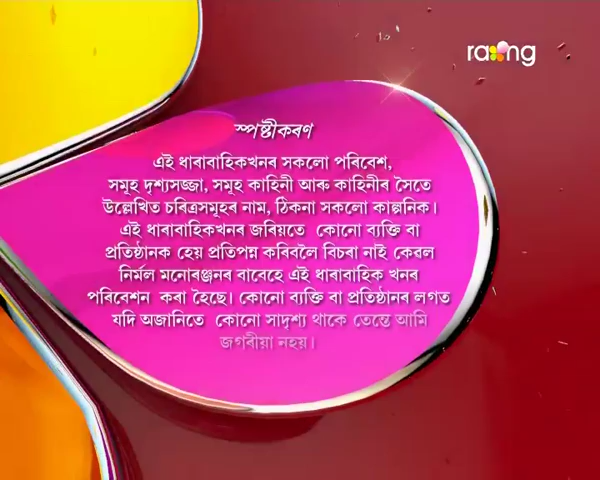 rang
স্পষ্টীকৰণ
এই ধাৰাবাহিকখনৰ সকলো পৰিবেশ,
সমূহ দৃশ্যসজ্জা, সমূহ কাহিনী আৰু কাহিনীৰ সৈতে
উল্লেখিত চৰিত্ৰসমূহৰ নাম, ঠিকনা সকলো কাল্পনিক।
এই ধাৰাবাহিকখনৰ জৰিয়তে কোনো ব্যক্তি বা
প্ৰতিষ্ঠানক হেয় প্ৰতিপন্ন কৰিবলৈ বিচৰা নাই কেৱল
নিৰ্মল মনোৰঞ্জনৰ বাবেহে এই ধাৰাবাহিক খনৰ
পৰিবেশন কৰা হৈছে। কোনো ব্যক্তি বা প্ৰতিষ্ঠানৰ লগত
যদি অজানিতে কোনো সাদৃশ্য থাকে তেন্তে আমি
জগৰীয়া নহয়।